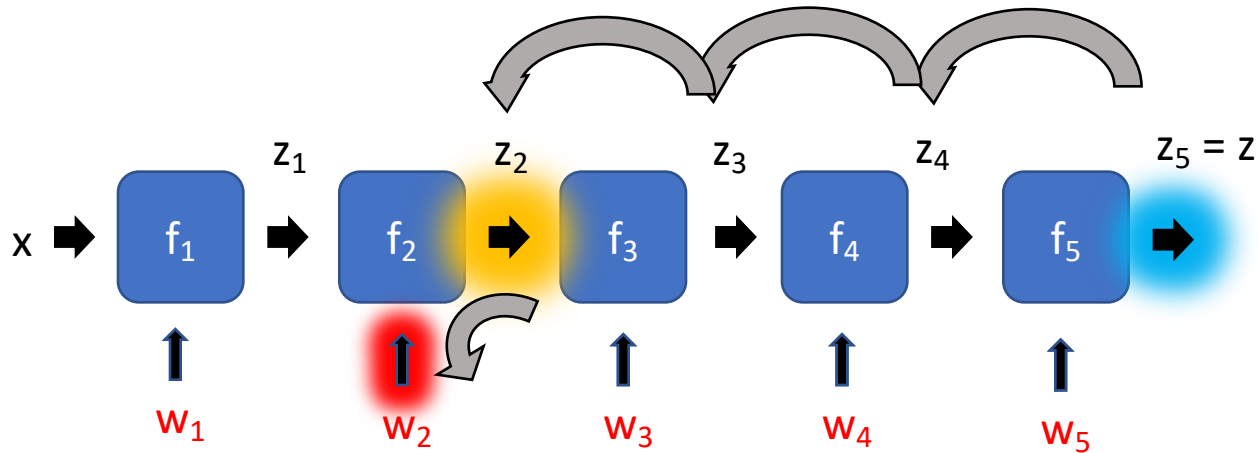 z₁ z₂ z₃ z₄ z₅ = z
x f₁ f₂ f₃ f₄ f₅
w₁ w₂ w₃ w₄ w₅